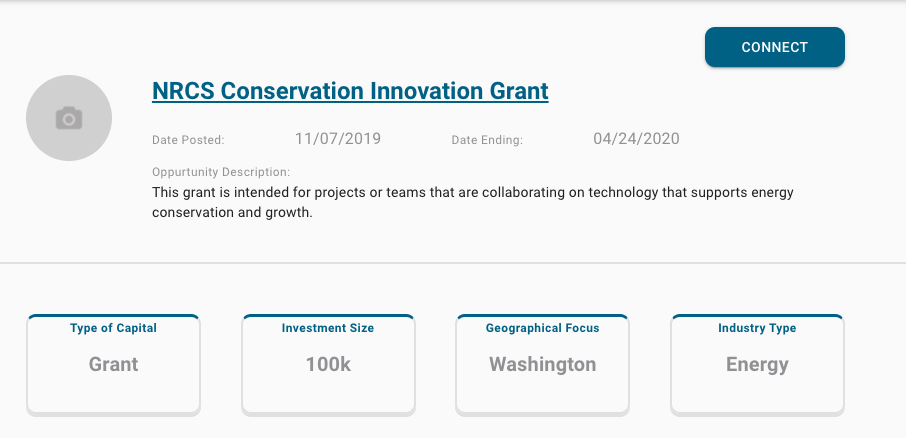 CONNECT
NRCS Conservation Innovation Grant
Date Posted: 11/07/2019 Date Ending: 04/24/2020
Oppurtunity Description:
This grant is intended for projects or teams that are collaborating on technology that supports energy
conservation and growth.
Type of Capital Investment Size Geographical Focus Industry Type
Grant 100k Washington Energy